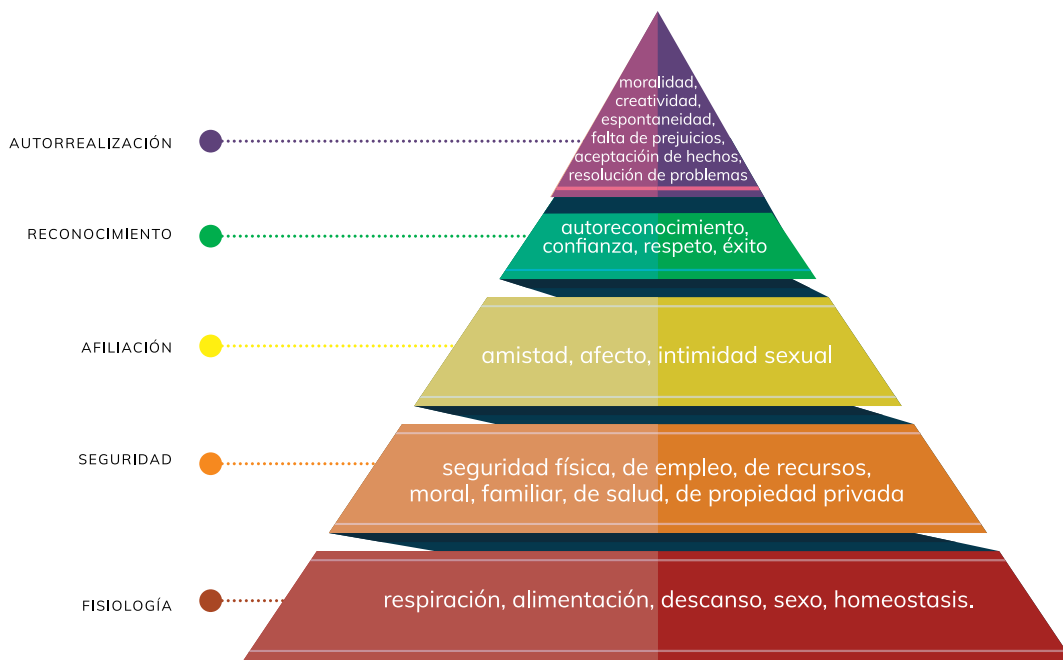 AUTORREALIZACIÓN
moralidad,
creatividad,
espontaneidad,
falta de prejuicios,
aceptacióin de hechos,
resolución de problemas
RECONOCIMIENTO
autoreconocimiento,
confianza, respeto, éxito
AFILIACIÓN
amistad, afecto, intimidad sexual
SEGURIDAD
seguridad física, de empleo, de recursos,
moral, familiar, de salud, de propiedad privada
FISIOLOGÍA
respiración, alimentación, descanso, sexo, homeostasis.